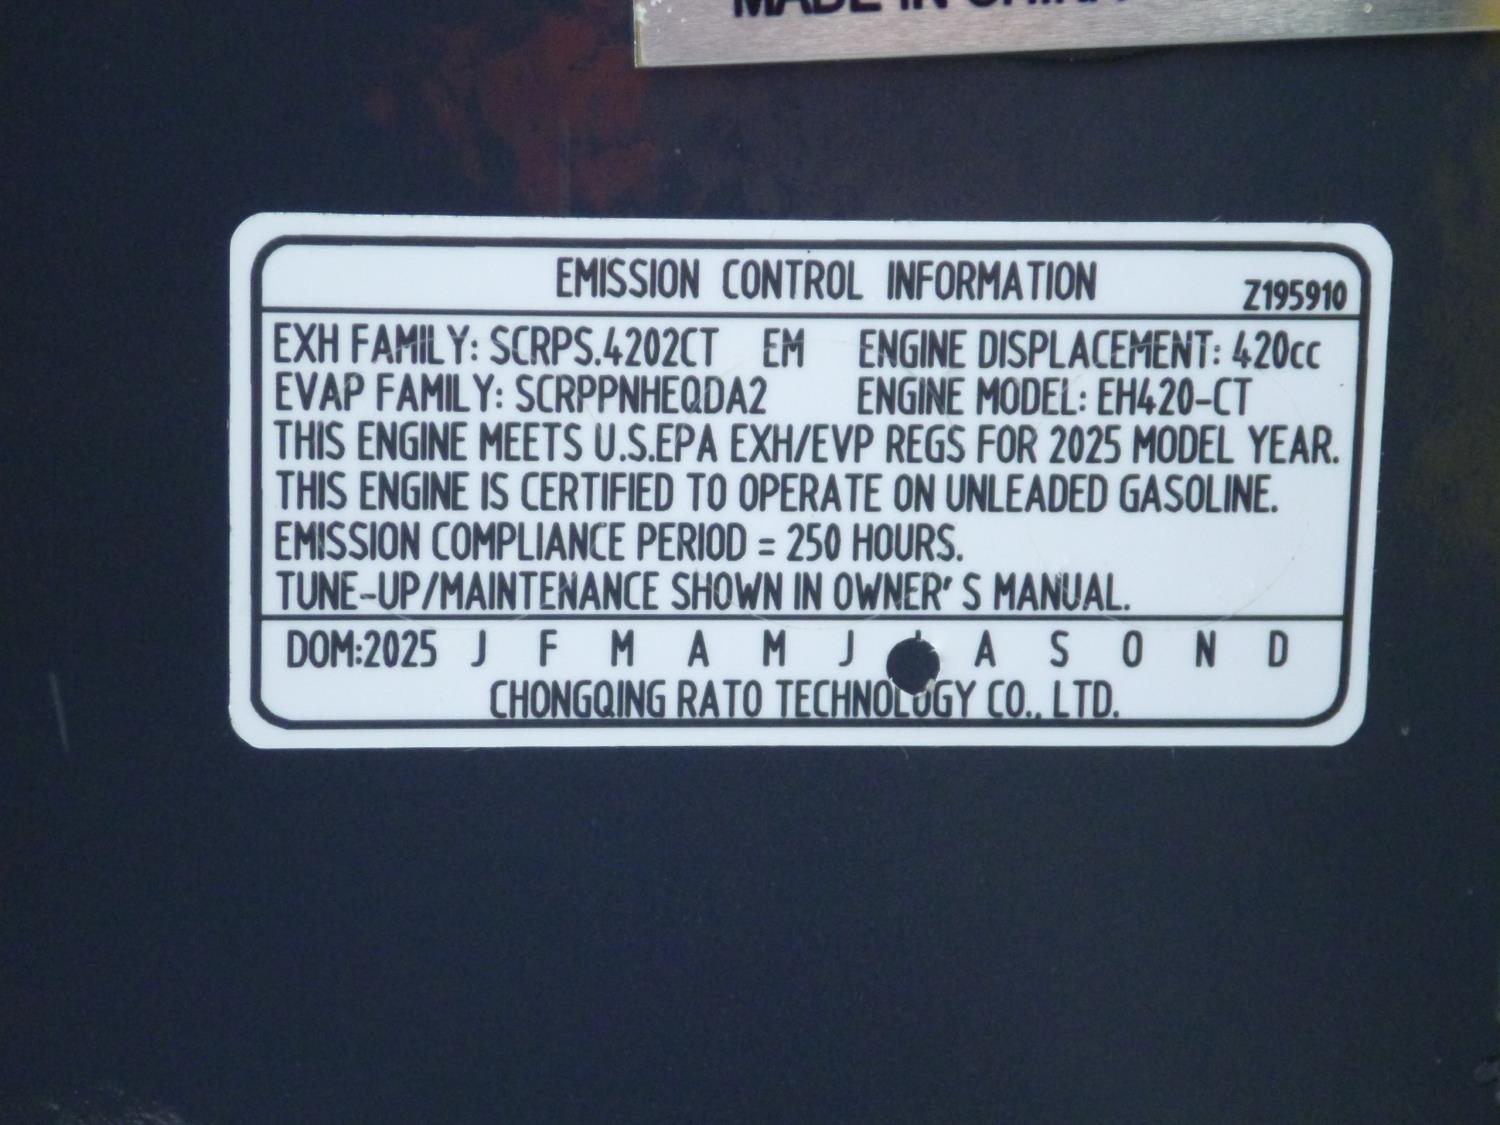 MADE IN
EMISSION CONTROL INFORMATION
Z195910
EXH FAMILY: SCRPS.4202CT EM ENGINE DISPLACEMENT: 420cc
EVAP FAMILY: SCRPPNHEQDA2 ENGINE MODEL: EH420-CT
THIS ENGINE MEETS U.S.EPA EXH/EVP REGS FOR 2025 MODEL YEAR.
THIS ENGINE IS CERTIFIED TO OPERATE ON UNLEADED GASOLINE.
EMISSION COMPLIANCE PERIOD = 250 HOURS.
TUNE-UP/MAINTENANCE SHOWN IN OWNER' S MANUAL.
DOM:2025 J F M A M J A S O N D
CHONGQING RATO TECHNOLOGY CO., LTD.